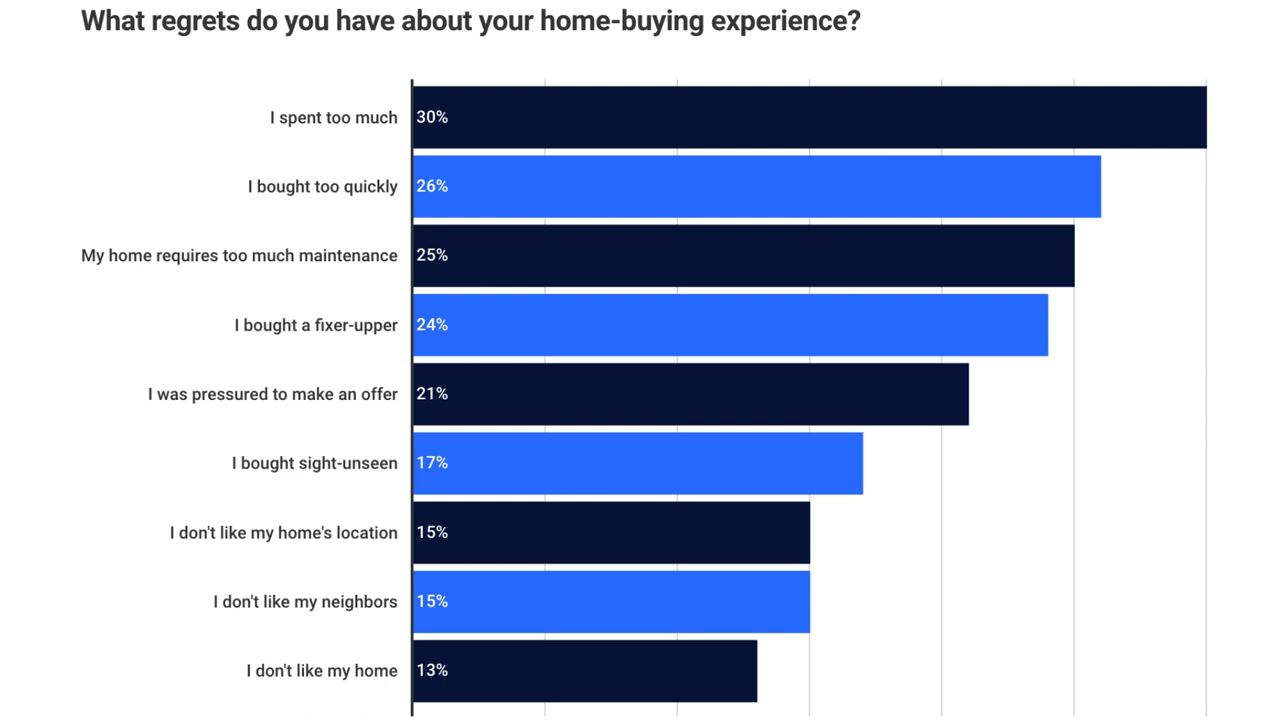 What regrets do you have about your home-buying experience?
I spent too much 30%
I bought too quickly 26%
My home requires too much maintenance 25%
I bought a fixer-upper 24%
I was pressured to make an offer 21%
I bought sight-unseen 17%
I don't like my home's location 15%
I don't like my neighbors 15%
I don't like my home 13%